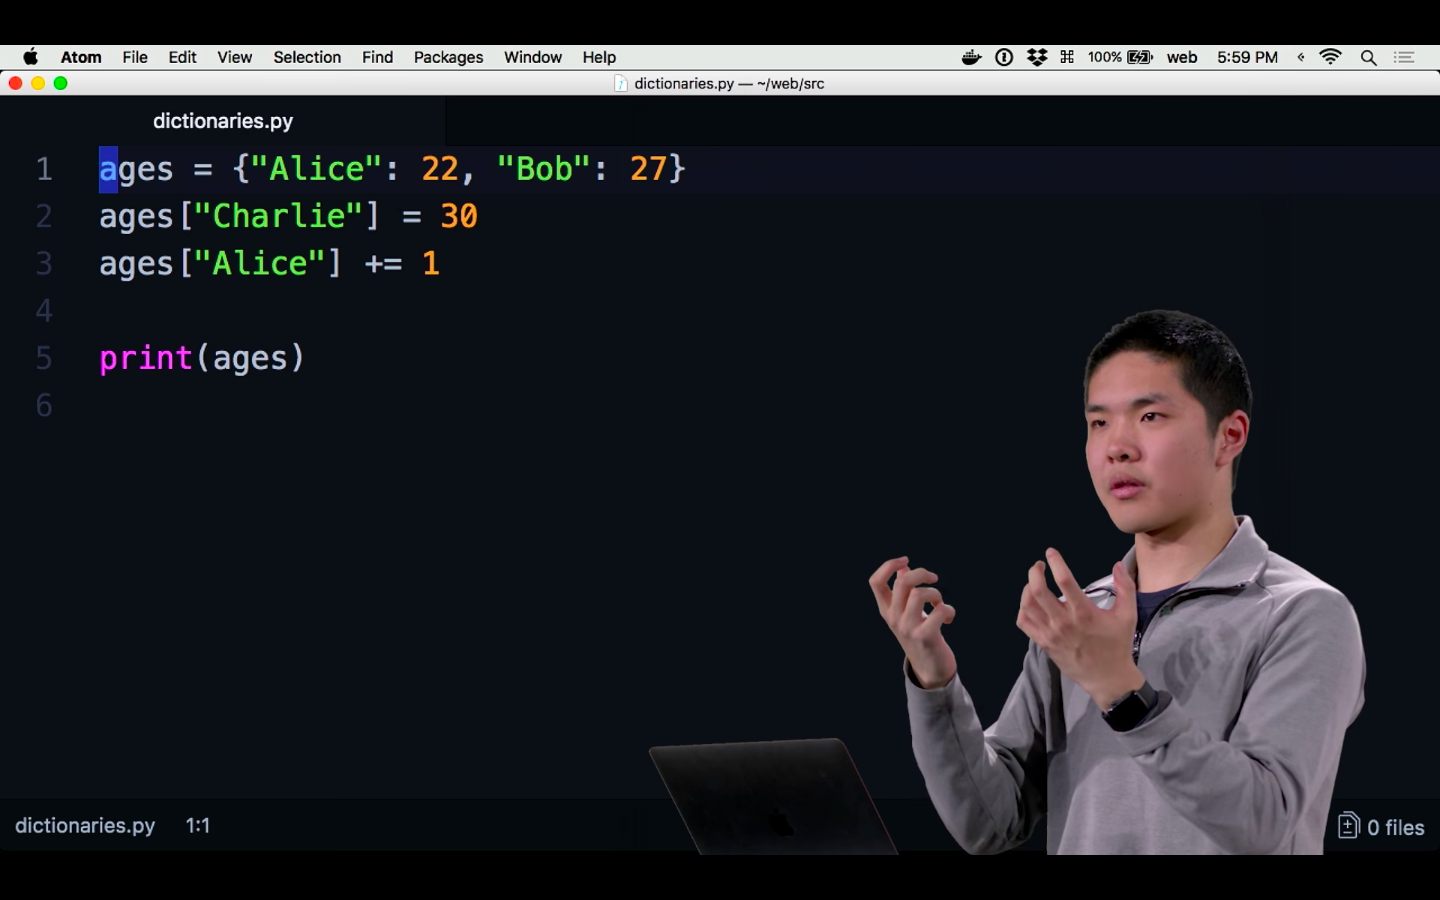 Atom File Edit View Selection Find Packages Window Help 100% web 5:59 PM
dictionaries.py — ~/web/src
dictionaries.py
1 ages = {"Alice": 22, "Bob": 27}
2 ages["Charlie"] = 30
3 ages["Alice"] += 1
4
5 print(ages)
6
dictionaries.py 1:1 0 files